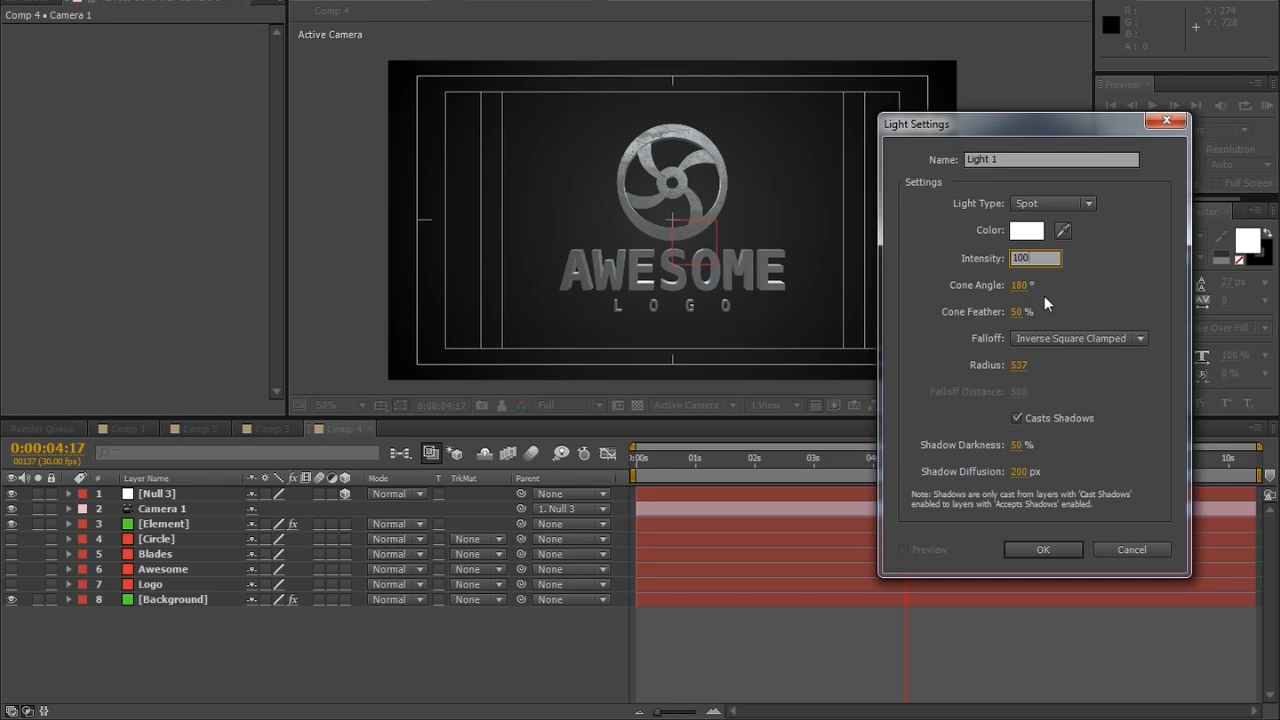 Comp 4 • Camera 1
Comp 4
Active Camera
R :
G :
B :
A : 0
X : 274
Y : 728
Preview
Resolution
Auto
Full Screen
AWESOME
LOGO
Light Settings
Name: Light 1
Settings
Light Type: Spot
Color:
Intensity: 100
Cone Angle: 180 °
Cone Feather: 50 %
Falloff: Inverse Square Clamped
Radius: 537
Falloff Distance: 500
Casts Shadows
Shadow Darkness: 50 %
Shadow Diffusion: 200 px
Note: Shadows are only cast from layers with 'Cast Shadows'
enabled to layers with 'Accepts Shadows' enabled.
Preview
OK
Cancel
27 px
0
100 %
0 %
50%
0:00:04:17
Full
Active Camera
1 View
Render Queue
Comp 1
Comp 2
Comp 3
Comp 4
0:00:04:17
00137 (30.00 fps)
:00s 01s 02s 03s 10s
# Layer Name fx Mode T TrkMat Parent
1 [Null 3] Normal None
2 Camera 1 1. Null 3
3 [Element] fx Normal None
4 [Circle] Normal None None
5 Blades Normal None None
6 Awesome Normal None None
7 Logo Normal None None
8 [Background] fx Normal None None